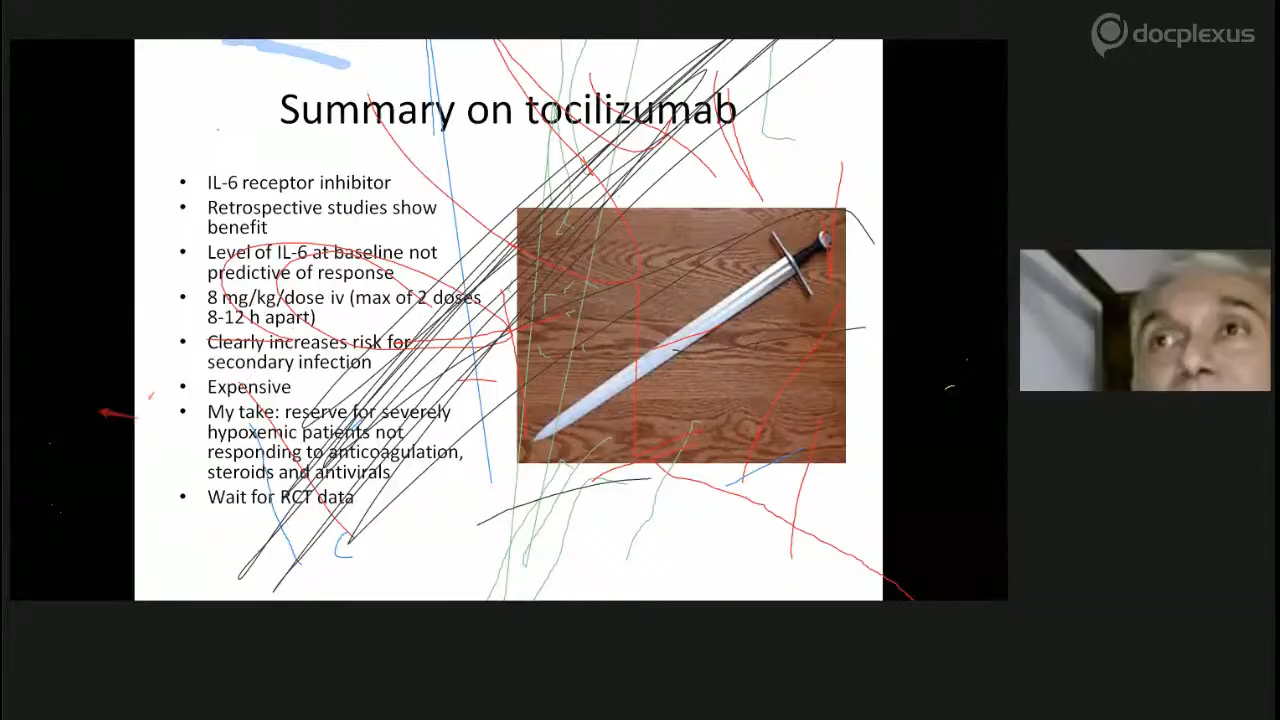 docplexus
Summary on tocilizumab
• IL-6 receptor inhibitor
• Retrospective studies show
benefit
• Level of IL-6 at baseline not
predictive of response
• 8 mg/kg/dose iv (max of 2 doses
8-12 h apart)
• Clearly increases risk for
secondary infection
• Expensive
• My take: reserve for severely
hypoxemic patients not
responding to anticoagulation,
steroids and antivirals
• Wait for RCT data